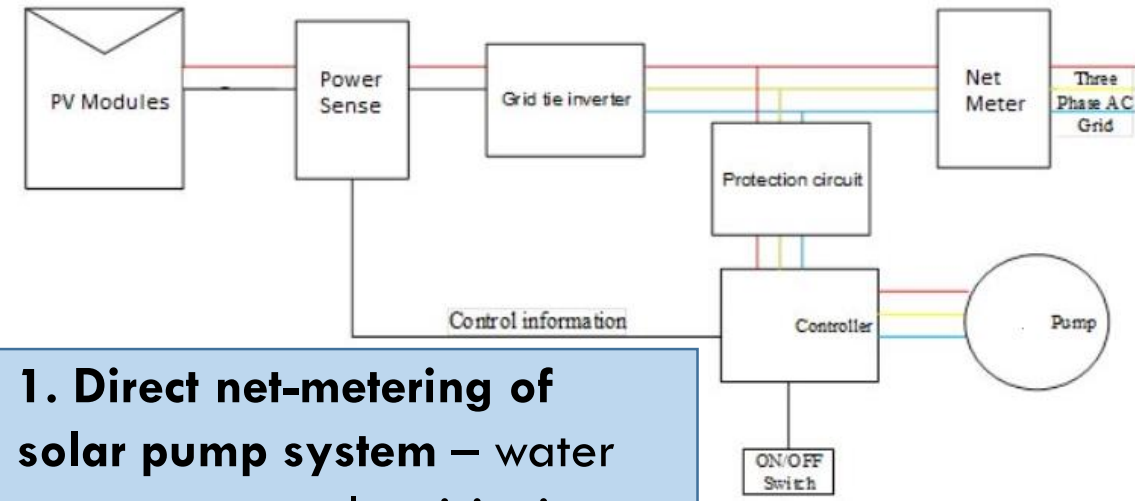 PV Modules
Power
Sense
Grid tie inverter
Net
Meter
Three
Phase AC
Grid
Protection circuit
Control information
Controller
Pump
ON/OFF
Switch
1. Direct net-metering of
solar pump system – water